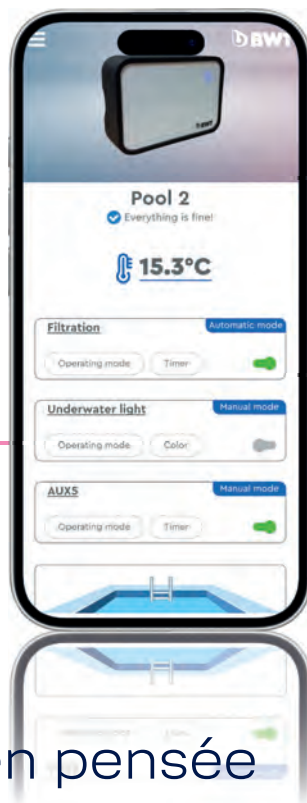 BWT
Pool 2
Everything is fine!
15.3°C
Filtration
Automatic mode
Operating mode
Timer
Underwater light
Manual mode
Operating mode
Color
AUX5
Manual mode
Operating mode
Timer
n pensée